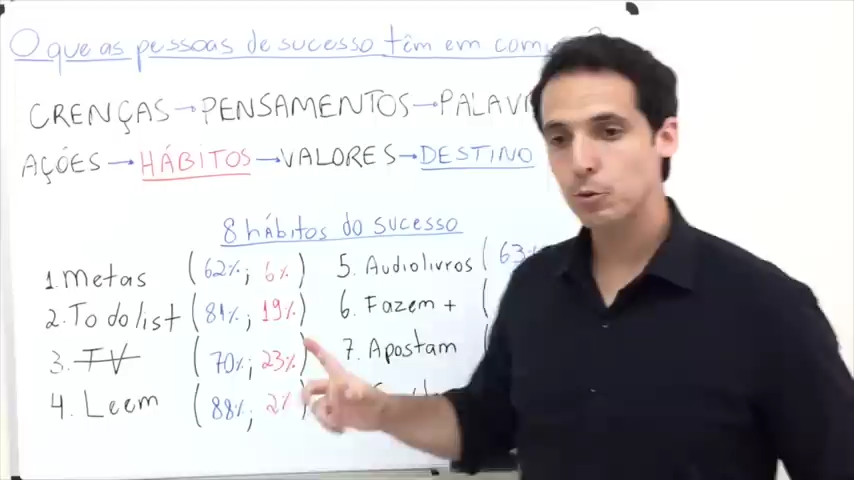 O que as pessoas de sucesso têm em
CRENÇAS → PENSAMENTOS →
AÇÕES → HÁBITOS → VALORES → DESTINO
8 hábitos do sucesso
1. Metas (62%; 6%)
2. To do list (81%; 19%)
3. TV (70%; 23%)
4. Leem (88%; 2%)
5. Audiolivros (63%
6. Fazem + (
7. Apostam (